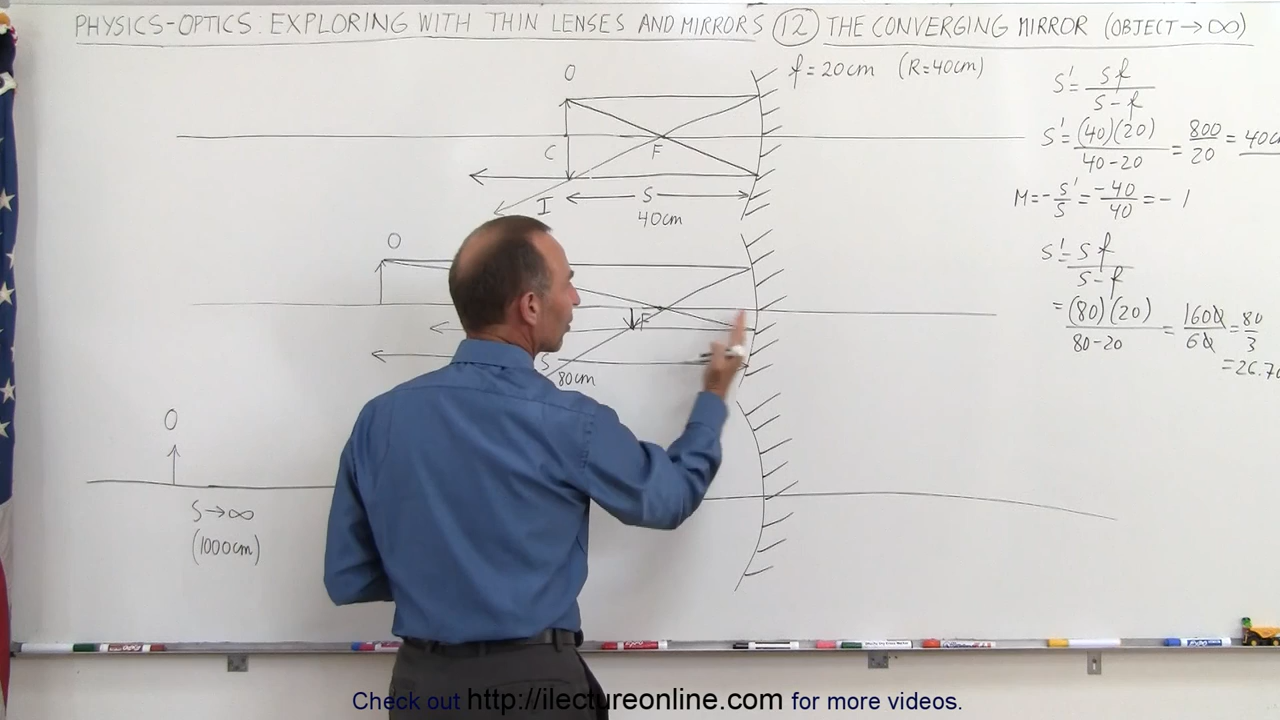 PHYSICS-OPTICS: EXPLORING WITH THIN LENSES AND MIRRORS (12) THE CONVERGING MIRROR (OBJECT→∞)
f=20cm (R=40cm)
O
C
F
I
S
40cm
O
F
S
80cm
O
S→∞
(1000cm)
S'= Sf / S-f
S'= (40)(20) / 40-20 = 800/20 = 40c
M=-S'/S = -40/40 = -1
S'= Sf / S-f
= (80)(20) / 80-20 = 1600/60 = 80/3
=26.7c
Check out http://ilectureonline.com for more videos.